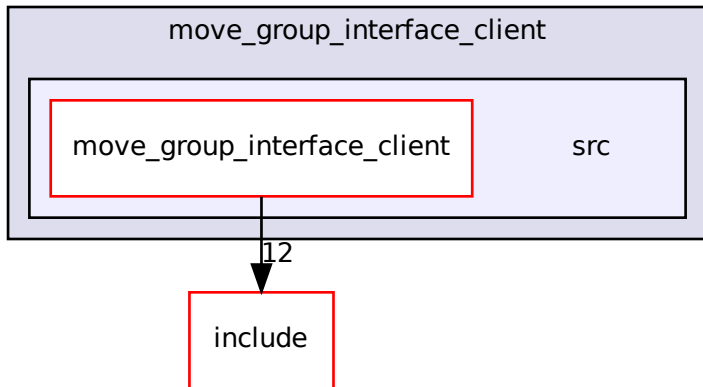 move_group_interface_client
move_group_interface_client
src
12
include